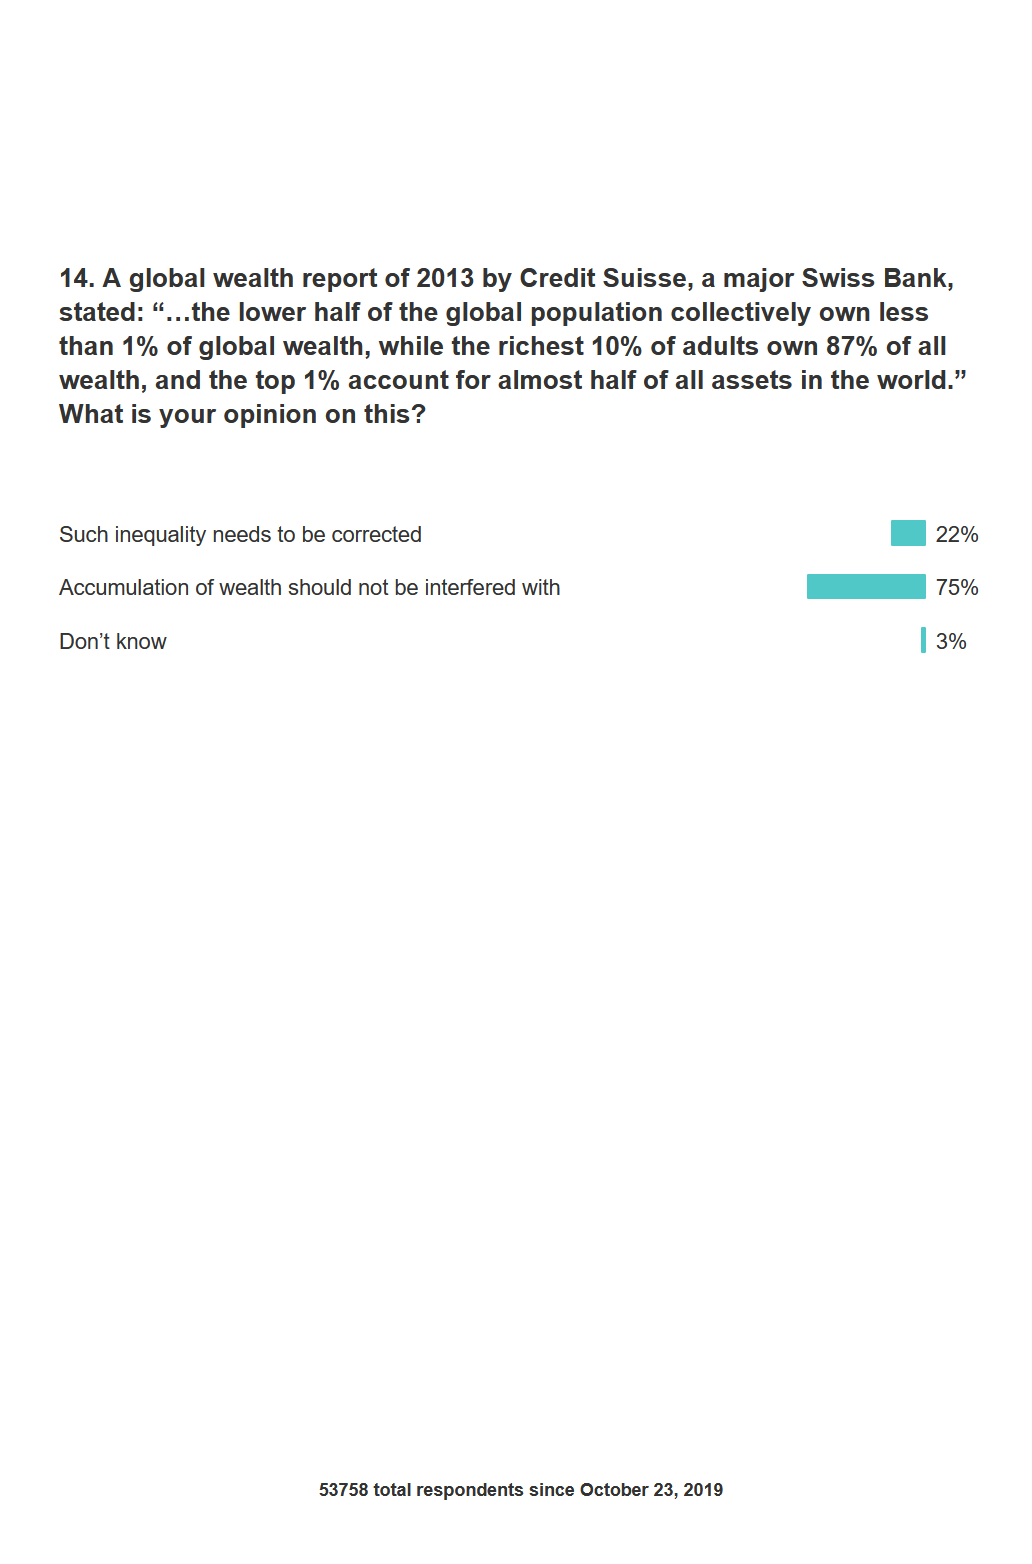 14. A global wealth report of 2013 by Credit Suisse, a major Swiss Bank,
stated: “…the lower half of the global population collectively own less
than 1% of global wealth, while the richest 10% of adults own 87% of all
wealth, and the top 1% account for almost half of all assets in the world.”
What is your opinion on this?
Such inequality needs to be corrected 22%
Accumulation of wealth should not be interfered with 75%
Don’t know 3%
53758 total respondents since October 23, 2019